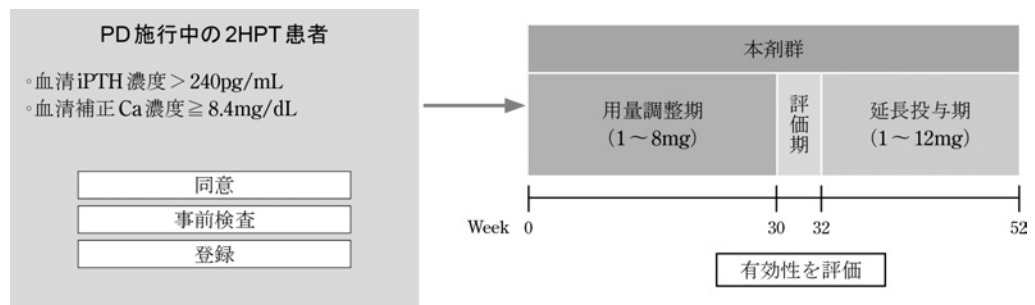 PD施行中の2HPT患者
◦血清iPTH濃度＞240pg/mL
◦血清補正Ca濃度≧8.4mg/dL
同意
事前検査
登録
本剤群
用量調整期
(1～8mg)
評価期
延長投与期
(1～12mg)
Week 0 30 32 52
有効性を評価